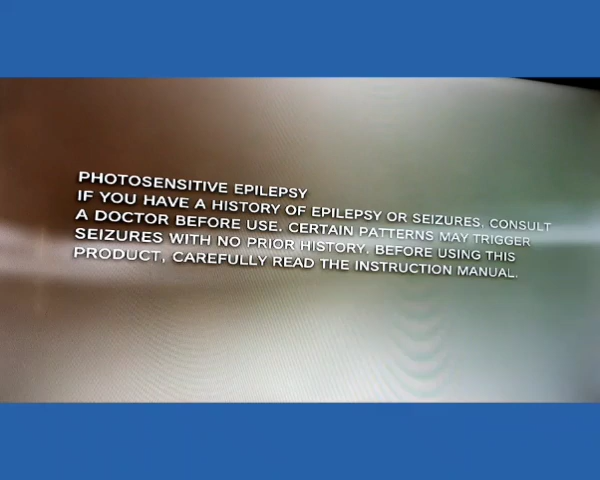 PHOTOSENSITIVE EPILEPSY
IF YOU HAVE A HISTORY OF EPILEPSY OR SEIZURES, CONSULT
A DOCTOR BEFORE USE. CERTAIN PATTERNS MAY TRIGGER
SEIZURES WITH NO PRIOR HISTORY. BEFORE USING THIS
PRODUCT, CAREFULLY READ THE INSTRUCTION MANUAL.